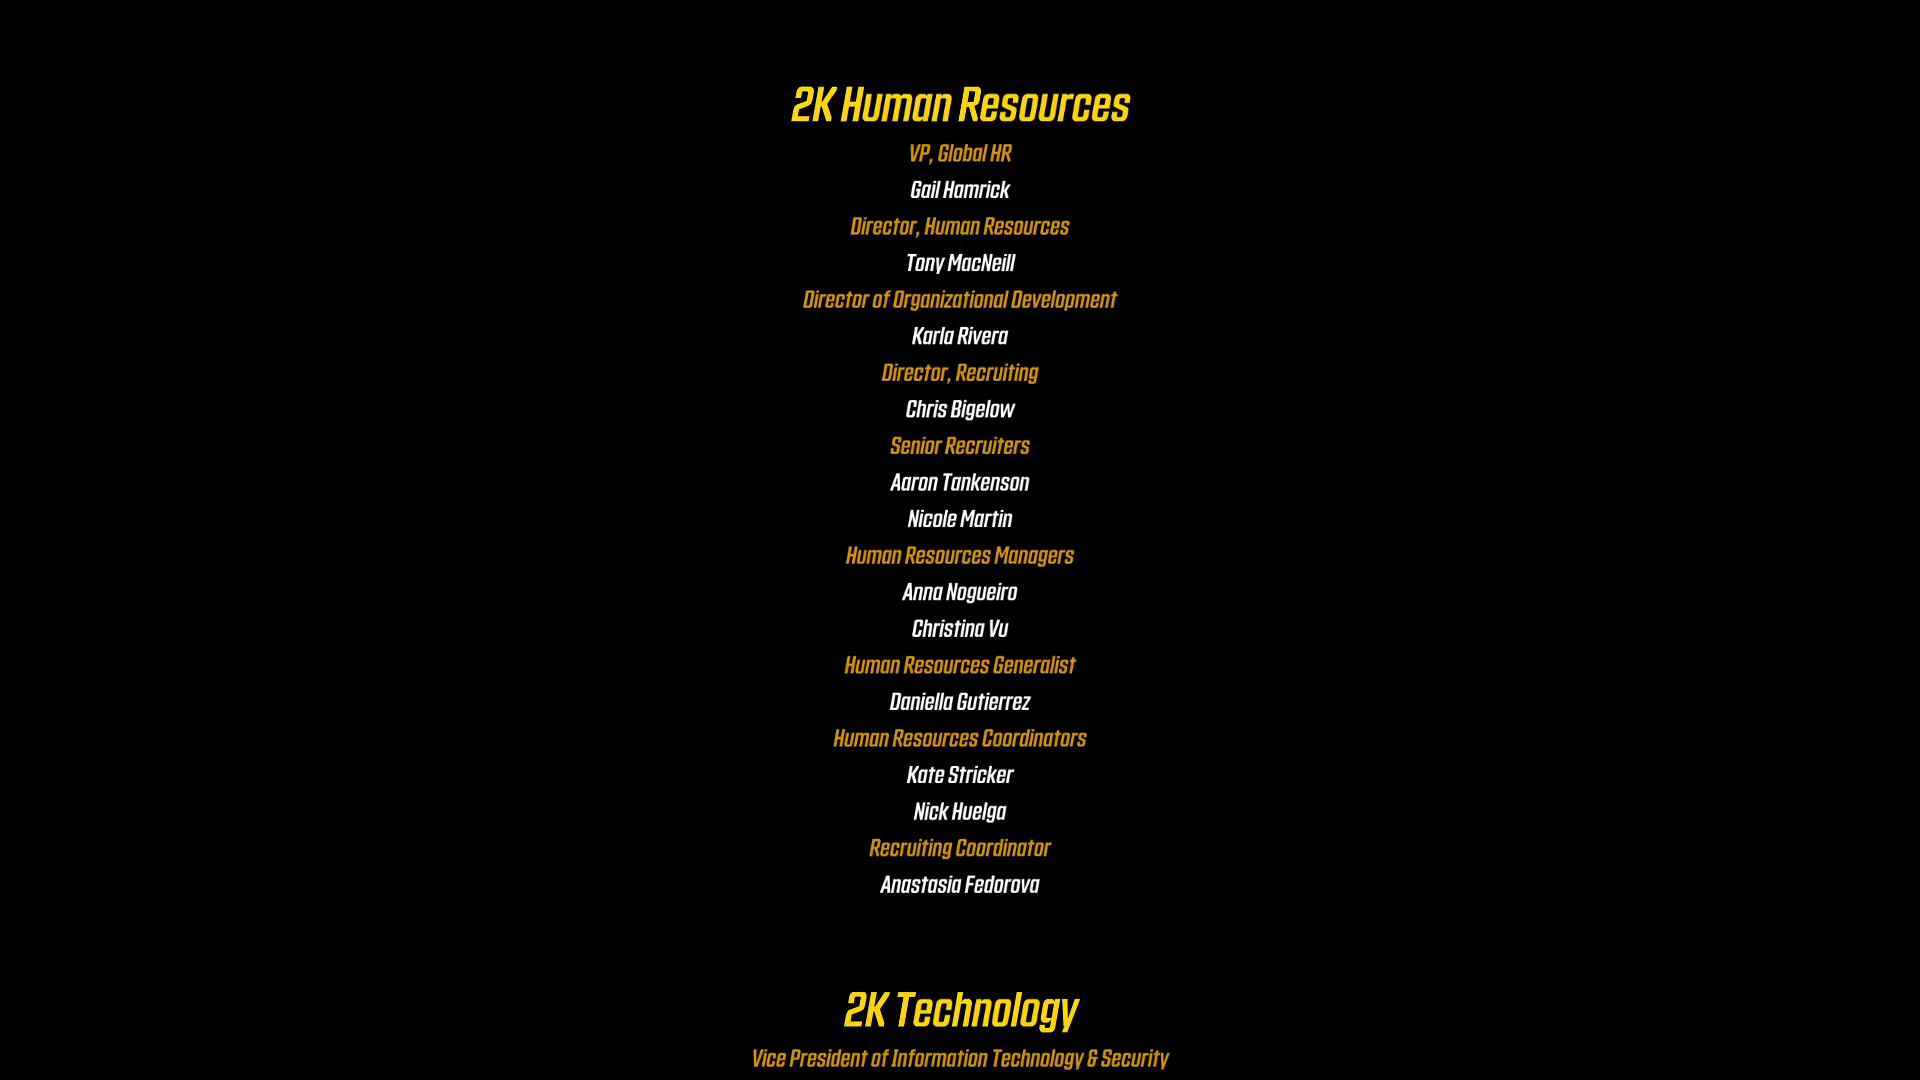 2K Human Resources
VP, Global HR
Gail Hamrick
Director, Human Resources
Tony MacNeill
Director of Organizational Development
Karla Rivera
Director, Recruiting
Chris Bigelow
Senior Recruiters
Aaron Tankenson
Nicole Martin
Human Resources Managers
Anna Nogueiro
Christina Vu
Human Resources Generalist
Daniella Gutierrez
Human Resources Coordinators
Kate Stricker
Nick Huelga
Recruiting Coordinator
Anastasia Fedorova
2K Technology
Vice President of Information Technology & Security